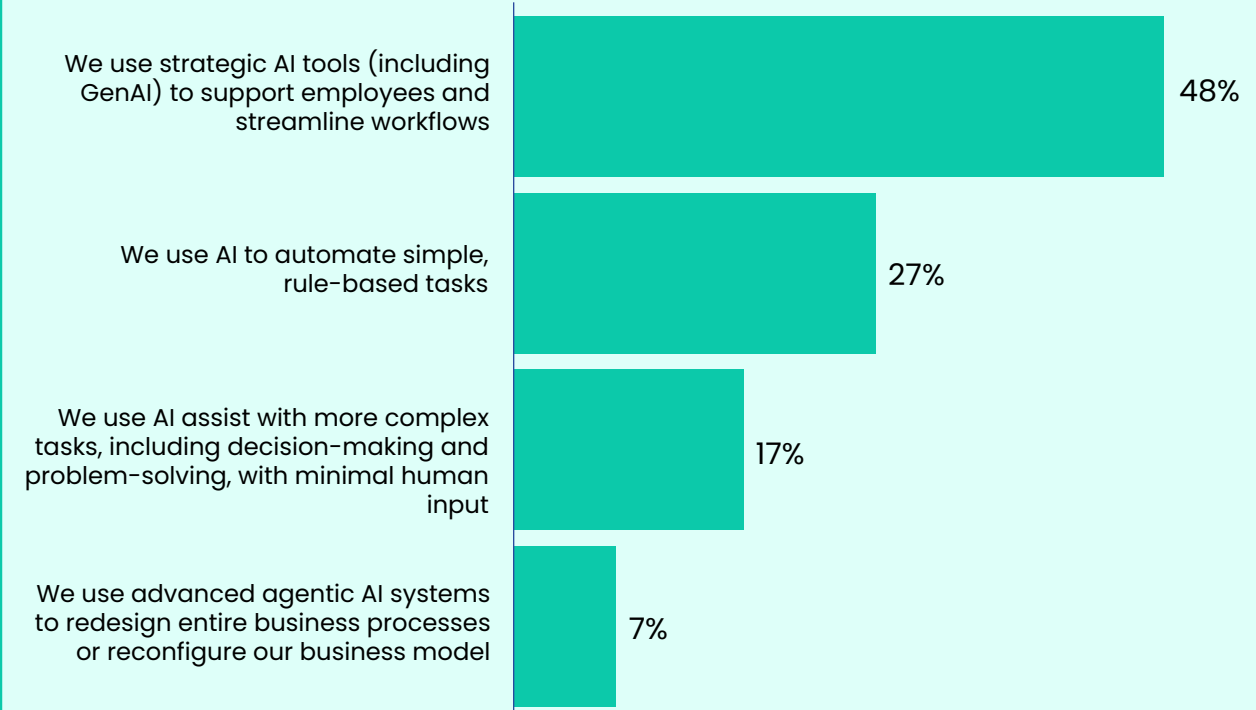 We use strategic AI tools (including
GenAI) to support employees and
streamline workflows
48%
We use AI to automate simple,
rule-based tasks
27%
We use AI assist with more complex
tasks, including decision-making and
problem-solving, with minimal human
input
17%
We use advanced agentic AI systems
to redesign entire business processes
or reconfigure our business model
7%